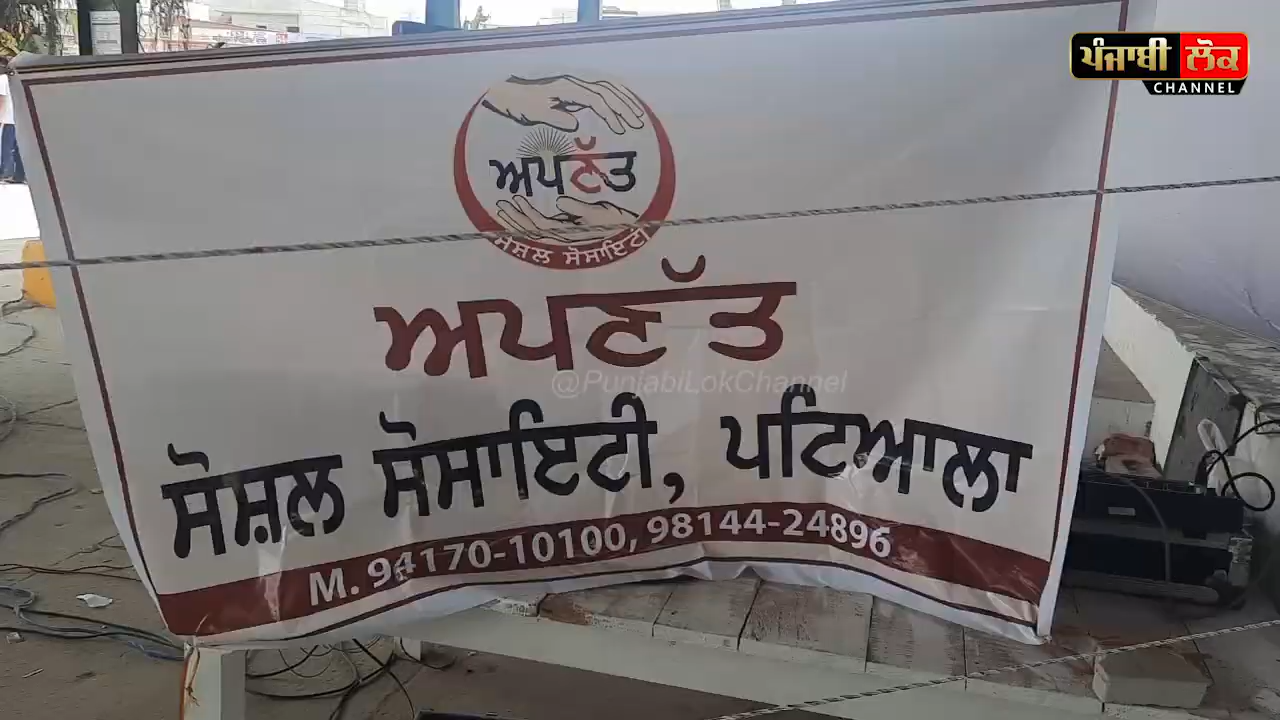 ਪੰਜਾਬੀ ਲੋਕ
CHANNEL
ਅਪਣੱਤ
ਸੋਸ਼ਲ ਸੋਸਾਇਟੀ
ਅਪਣੱਤ
@PunjabiLokChannel
ਸੋਸ਼ਲ ਸੋਸਾਇਟੀ, ਪਟਿਆਲਾ
M. 94170-10100, 98144-24896